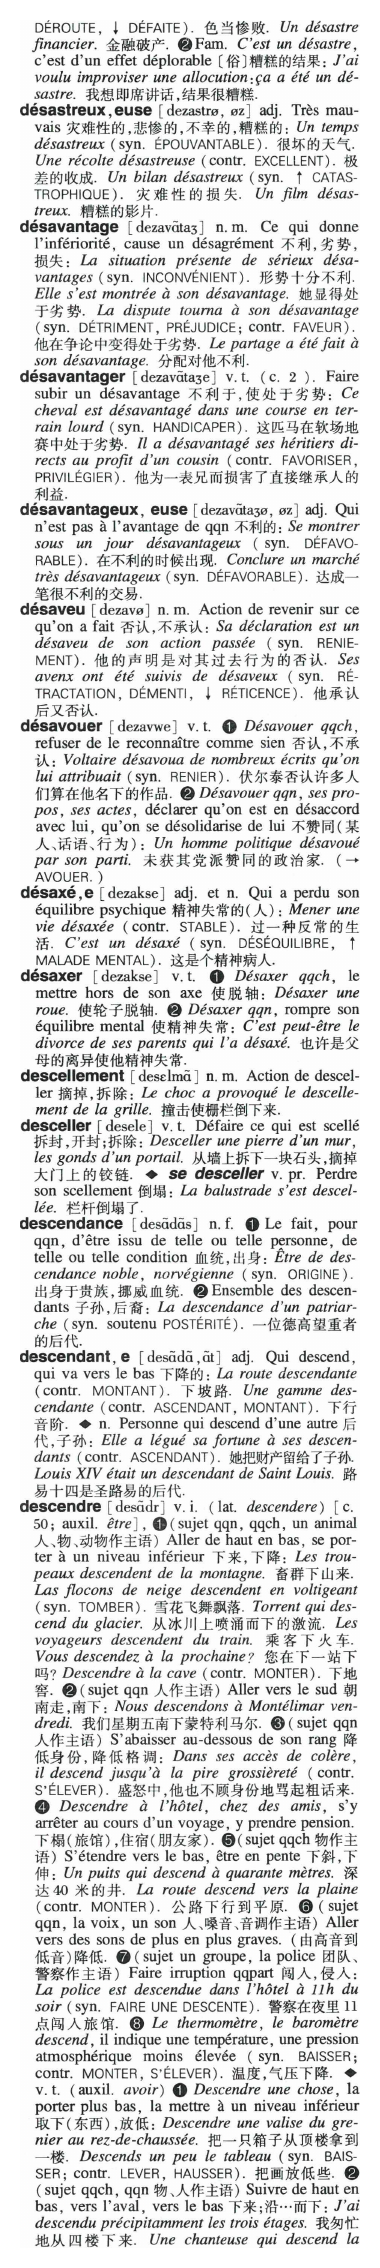 DÉROUTE, ↓ DÉFAITE). 色当惨败. Un désastre
financier. 金融破产. ❷Fam. C'est un désastre,
c'est d'un effet déplorable [俗]糟糕的结果: J'ai
voulu improviser une allocution:ça a été un dé-
sastre. 我想即席讲话,结果很糟糕.
désastreux,euse [dezastrø, øz] adj. Très mau-
vais 灾难性的,悲惨的,不幸的,糟糕的: Un temps
désastreux (syn. ÉPOUVANTABLE). 很坏的天气.
Une récolte désastreuse (contr. EXCELLENT). 极
差的收成. Un bilan désastreux (syn. ↑ CATAS-
TROPHIQUE). 灾难性的损失. Un film désas-
treux. 糟糕的影片.
désavantage [dezavɑ̃taʒ] n. m. Ce qui donne
l'infériorité, cause un désagrément 不利,劣势,
损失: La situation présente de sérieux désa-
vantages (syn. INCONVÉNIENT). 形势十分不利.
Elle s'est montrée à son désavantage. 她显得处
于劣势. La dispute tourna à son désavantage
(syn. DÉTRIMENT, PRÉJUDICE; contr. FAVEUR).
他在争论中变得处于劣势. Le partage a été fait à
son désavantage. 分配对他不利.
désavantager [dezavɑ̃taʒe] v. t. (c. 2 ). Faire
subir un désavantage 不利于,使处于劣势: Ce
cheval est désavantagé dans une course en ter-
rain lourd (syn. HANDICAPER). 这匹马在软场地
赛中处于劣势. Il a désavantagé ses héritiers di-
rects au profit d'un cousin (contr. FAVORISER,
PRIVILÉGIER). 他为一表兄而损害了直接继承人的
利益.
désavantageux, euse [dezavɑ̃taʒø, øz] adj. Qui
n'est pas à l'avantage de qqn 不利的: Se montrer
sous un jour désavantageux ( syn. DÉFAVO-
RABLE). 在不利的时候出现. Conclure un marché
très désavantageux (syn. DÉFAVORABLE). 达成一
笔很不利的交易.
désaveu [dezavø] n. m. Action de revenir sur ce
qu'on a fait 否认,不承认: Sa déclaration est un
désaveu de son action passée ( syn. RENIE-
MENT). 他的声明是对其过去行为的否认. Ses
avenx ont été suivis de désaveux (syn. RÉ-
TRACTATION, DÉMENTI, ↓ RÉTICENCE). 他承认
后又否认.
désavouer [dezavwe] v. t. ❶ Désavouer qqch,
refuser de le reconnaître comme sien 否认,不承
认: Voltaire désavoua de nombreux écrits qu'on
lui attribuait (syn. RENIER). 伏尔泰否认许多人
们算在他名下的作品. ❷ Désavouer qqn, ses pro-
pos, ses actes, déclarer qu'on est en désaccord
avec lui, qu'on se désolidarise de lui 不赞同(某
人、话语、行为): Un homme politique désavoué
par son parti. 未获其党派赞同的政治家. (→
AVOUER. )
désaxé,e [dezakse] adj. et n. Qui a perdu son
équilibre psychique 精神失常的(人): Mener une
vie désaxée (contr. STABLE). 过一种反常的生
活. C'est un désaxé ( syn. DÉSÉQUILIBRE, ↑
MALADE MENTAL). 这是个精神病人.
désaxer [dezakse] v. t. ❶ Désaxer qqch, le
mettre hors de son axe 使脱轴: Désaxer une
roue. 使轮子脱轴. ❷ Désaxer qqn, rompre son
équilibre mental 使精神失常: C'est peut-être le
divorce de ses parents qui l'a désaxé. 也许是父
母的离异使他精神失常.
descellement [desɛlmɑ̃] n. m. Action de descel-
ler 摘掉,拆除: Le choc a provoqué le descelle-
ment de la grille. 撞击使栅栏倒下来.
desceller [desele] v. t. Défaire ce qui est scellé
拆封,开封;拆除: Desceller une pierre d'un mur,
les gonds d'un portail. 从墙上拆下一块石头,摘掉
大门上的铰链. ◆ se desceller v. pr. Perdre
son scellement 倒塌: La balustrade s'est descel-
lée. 栏杆倒塌了.
descendance [desɑ̃dɑ̃s] n. f. ❶ Le fait, pour
qqn, d'être issu de telle ou telle personne, de
telle ou telle condition 血统,出身: Être de des-
cendance noble, norvégienne (syn. ORIGINE).
出身于贵族,挪威血统. ❷Ensemble des descen-
dants 子孙,后裔: La descendance d'un patriar-
che (syn. soutenu POSTÉRITÉ). 一位德高望重者
的后代.
descendant, e [desɑ̃dɑ̃,ɑ̃t] adj. Qui descend,
qui va vers le bas 下降的: La route descendante
(contr. MONTANT). 下坡路. Une gamme des-
cendante (contr. ASCENDANT, MONTANT). 下行
音阶. ◆ n. Personne qui descend d'une autre 后
代,子孙: Elle a légué sa fortune à ses descen-
dants (contr. ASCENDANT). 她把财产留给了子孙.
Louis XIV était un descendant de Saint Louis. 路
易十四是圣路易的后代.
descendre [desɑ̃dr] v. i. (lat. descendere) [c.
50; auxil. être], ❶(sujet qqn, qqch, un animal
人、物、动物作主语) Aller de haut en bas, se por-
ter à un niveau inférieur 下来,下降: Les trou-
peaux descendent de la montagne. 畜群下山来.
Las flocons de neige descendent en voltigeant
(syn. TOMBER). 雪花飞舞飘落. Torrent qui des-
cend du glacier. 从冰川上喷涌而下的激流. Les
voyageurs descendent du train. 乘客下火车.
Vous descendez à la prochaine? 您在下一站下
吗? Descendre à la cave (contr. MONTER). 下地
窖. ❷(sujet qqn 人作主语) Aller vers le sud 朝
南走,南下: Nous descendons à Montélimar ven-
dredi. 我们星期五南下蒙特利马尔. ❸(sujet qqn
人作主语) S'abaisser au-dessous de son rang 降
低身份,降低格调: Dans ses accès de colère,
il descend jusqu'à la pire grossièreté ( contr.
S'ÉLEVER). 盛怒中,他也不顾身份地骂起粗话来.
❹ Descendre à l'hôtel, chez des amis, s'y
arrêter au cours d'un voyage, y prendre pension.
下榻(旅馆),住宿(朋友家). ❺(sujet qqch 物作主
语) S'étendre vers le bas, être en pente 下斜,下
伸: Un puits qui descend à quarante mètres. 深
达 40 米的井. La route descend vers la plaine
(contr. MONTER). 公路下行到平原. ❻ (sujet
qqn, la voix, un son 人、嗓音、音调作主语) Aller
vers des sons de plus en plus graves. (由高音到
低音)降低. ❼(sujet un groupe, la police 团队、
警察作主语) Faire irruption qqpart 闯入,侵入:
La police est descendue dans l'hôtel à 11h du
soir (syn. FAIRE UNE DESCENTE). 警察在夜里 11
点闯入旅馆. ❽ Le thermomètre, le baromètre
descend, il indique une température, une pression
atmosphérique moins élevée ( syn. BAISSER;
contr. MONTER, S'ÉLEVER). 温度,气压下降. ◆
v. t. (auxil. avoir) ❶ Descendre une chose, la
porter plus bas, la mettre à un niveau inférieur
取下(东西),放低: Descendre une valise du gre-
nier au rez-de-chaussée. 把一只箱子从顶楼拿到
一楼. Descends un peu le tableau (syn. BAIS-
SER; contr. LEVER, HAUSSER). 把画放低些. ❷
(sujet qqch, qqn 物、人作主语) Suivre de haut en
bas, vers l'aval, vers le bas 下来;沿…而下: J'ai
descendu précipitamment les trois étages. 我匆忙
地从四楼下来. Une chanteuse qui descend la